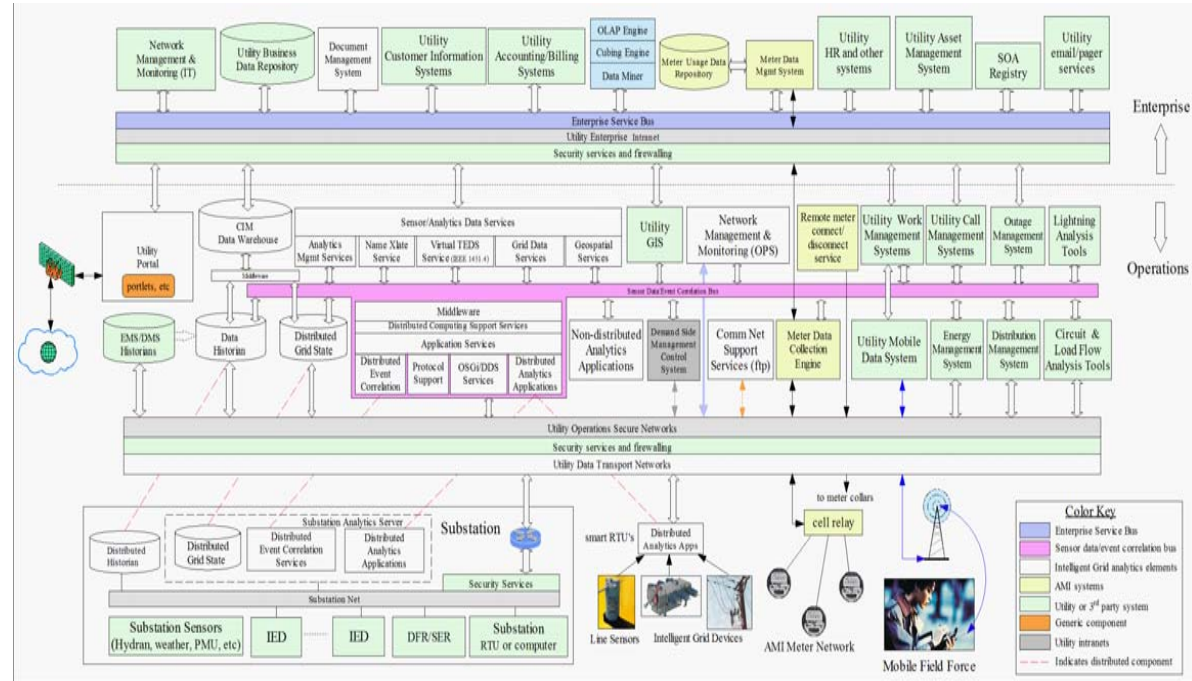 Network
Management &
Monitoring (IT)
Utility Business
Data Repository
Document
Management
System
Utility
Customer Information
Systems
Utility
Accounting/Billing
Systems
OLAP Engine
Cubing Engine
Data Miner
Meter Usage Data
Repository
Meter Data
Mgmt System
Utility
HR and other
systems
Utility Asset
Management
System
SOA
Registry
Utility
email/pager
services
Enterprise
Enterprise Service Bus
Utility Enterprise Intranet
Security services and firewalling
Operations
Utility
Portal
portlets, etc
CIM
Data Warehouse
Middleware
Sensor/Analytics Data Services
Analytics
Mgmt Services
Name Xlate
Service
Virtual TEDS
Service (IEEE 1451.4)
Grid Data
Services
Geospatial
Services
Utility
GIS
Network
Management &
Monitoring (OPS)
Remote meter
connect/
disconnect
service
Utility Work
Management
Systems
Utility Call
Management
Systems
Outage
Management
System
Lightning
Analysis
Tools
Sensor Data/Event Correlation Bus
EMS/DMS
Historians
Data
Historian
Distributed
Grid State
Middleware
Distributed Computing Support Services
Application Services
Distributed
Event
Correlation
Protocol
Support
OSGi/DDS
Services
Distributed
Analytics
Applications
Non-distributed
Analytics
Applications
Demand Side
Management
Control
System
Comm Net
Support
Services (ftp)
Meter Data
Collection
Engine
Utility Mobile
Data System
Energy
Management
System
Distribution
Management
System
Circuit &
Load Flow
Analysis Tools
Utility Operations Secure Networks
Security services and firewalling
Utility Data Transport Networks
Substation Analytics Server
Substation
Distributed
Historian
Distributed
Grid State
Distributed
Event Correlation
Services
Distributed
Analytics
Applications
Security Services
Substation Net
Substation Sensors
(Hydran, weather, PMU, etc)
IED
IED
DFR/SER
Substation
RTU or computer
smart RTU's
Distributed
Analytics Apps
Line Sensors
Intelligent Grid Devices
to meter collars
cell relay
AMI Meter Network
Mobile Field Force
Color Key
Enterprise Service Bus
Sensor data/event correlation bus
Intelligent Grid analytics elements
AMI systems
Utility or 3rd party system
Generic component
Utility intranets
Indicates distributed component